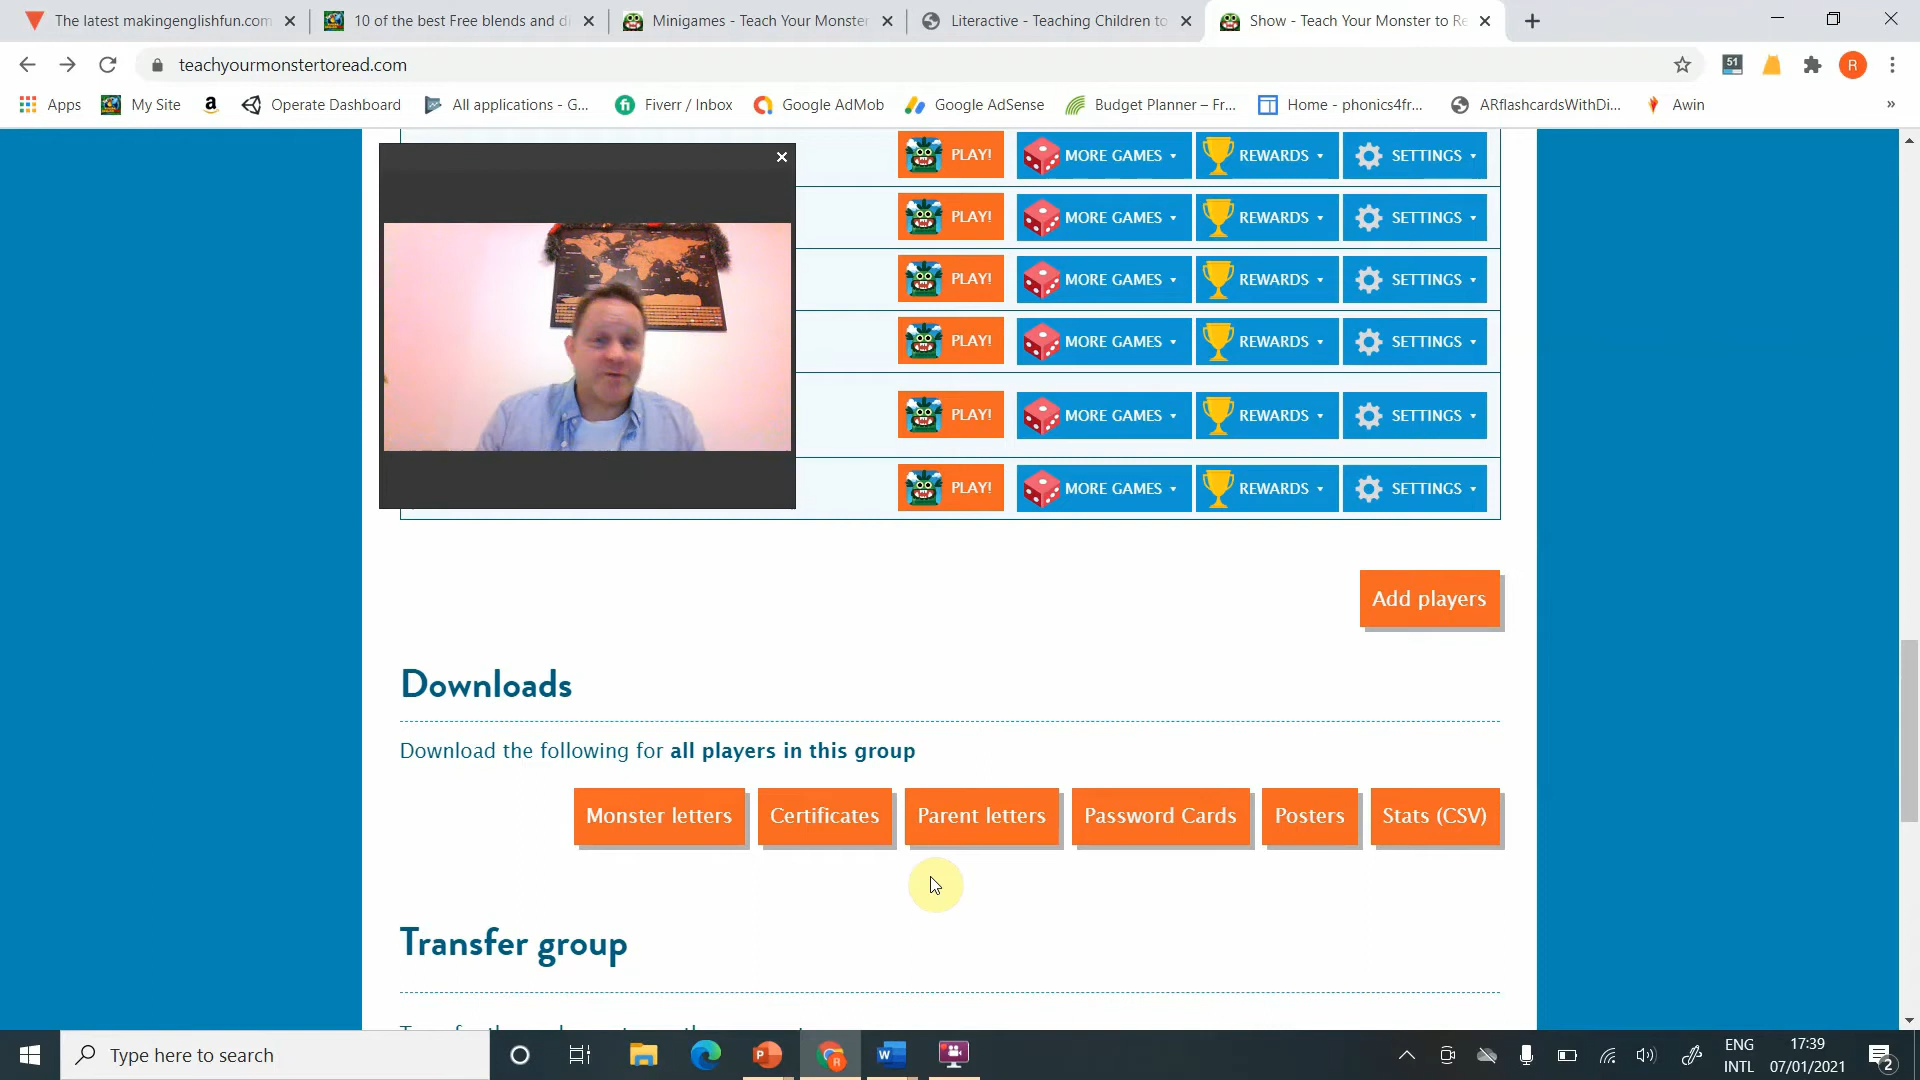 The latest makingenglishfun.com
10 of the best Free blends and di
Minigames - Teach Your Monster
Literactive - Teaching Children to
Show - Teach Your Monster to Re
teachyourmonstertoread.com
51
R
Apps
My Site
Operate Dashboard
All applications - G...
Fiverr / Inbox
Google AdMob
Google AdSense
Budget Planner – Fr...
Home - phonics4fr...
ARflashcardsWithDi...
Awin
»
PLAY! MORE GAMES REWARDS SETTINGS
PLAY! MORE GAMES REWARDS SETTINGS
PLAY! MORE GAMES REWARDS SETTINGS
PLAY! MORE GAMES REWARDS SETTINGS
PLAY! MORE GAMES REWARDS SETTINGS
PLAY! MORE GAMES REWARDS SETTINGS
Add players
Downloads
Download the following for all players in this group
Monster letters
Certificates
Parent letters
Password Cards
Posters
Stats (CSV)
Transfer group
Type here to search
ENG
INTL
17:39
07/01/2021
2